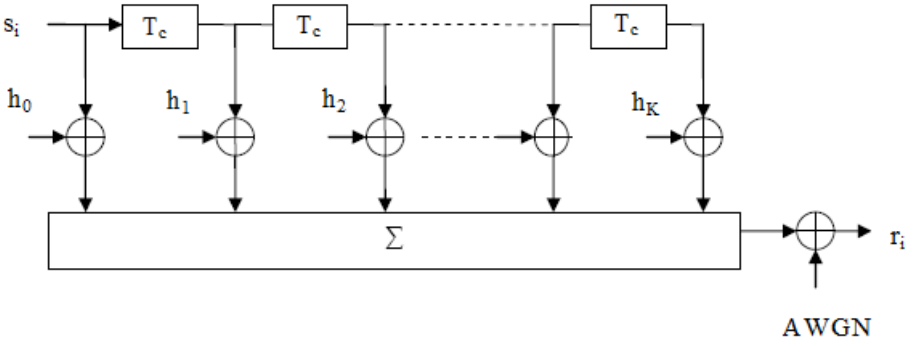 s_i T_c T_c T_c
h_0 h_1 h_2 h_K
Σ
r_i
AWGN